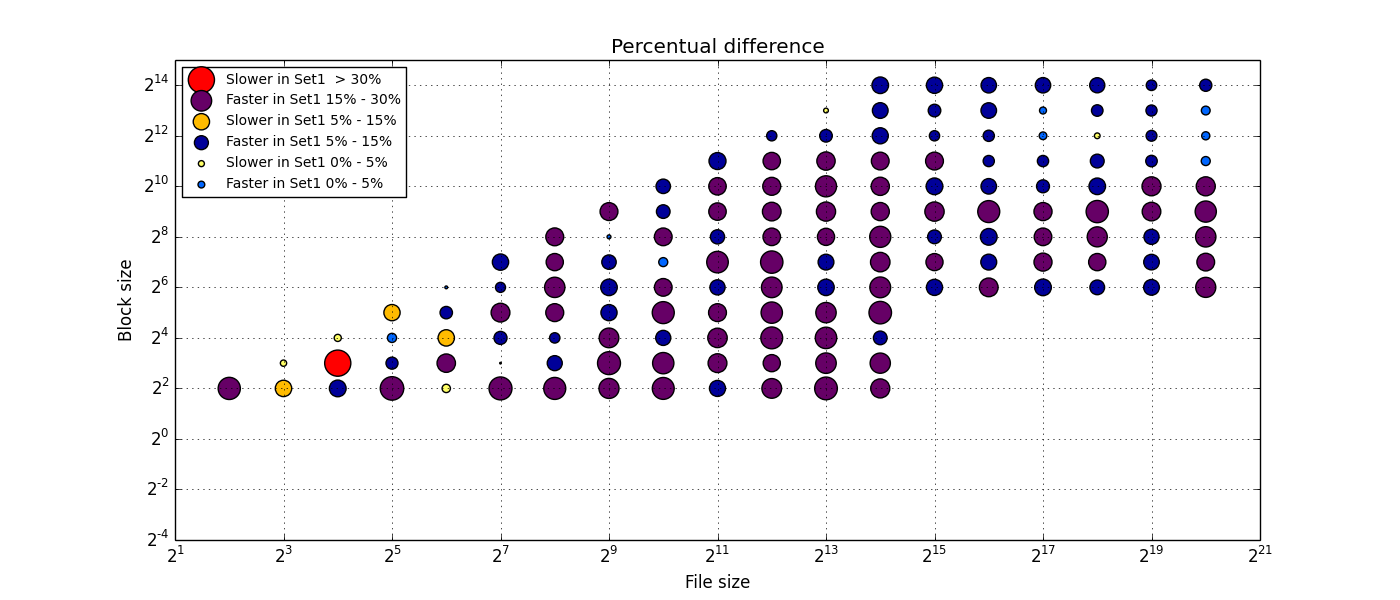 Percentual difference
Slower in Set1 > 30%
Faster in Set1 15% - 30%
Slower in Set1 5% - 15%
Faster in Set1 5% - 15%
Slower in Set1 0% - 5%
Faster in Set1 0% - 5%
Block size
2^14
2^12
2^10
2^8
2^6
2^4
2^2
2^0
2^-2
2^-4
2^1 2^3 2^5 2^7 2^9 2^11 2^13 2^15 2^17 2^19 2^21
File size